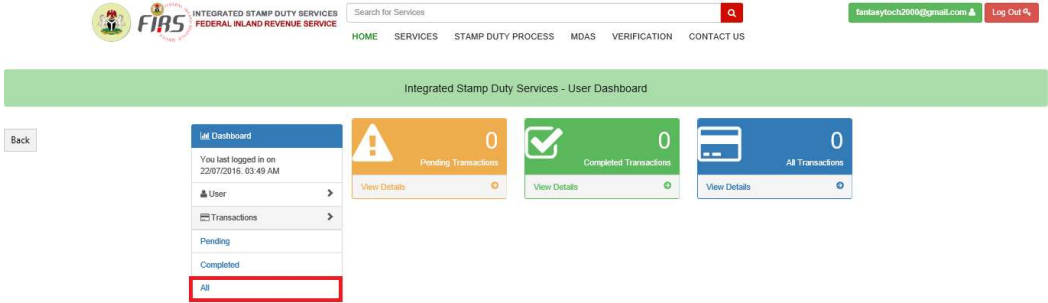 FIRS
INTEGRATED STAMP DUTY SERVICES
FEDERAL INLAND REVENUE SERVICE
Search for Services
fantasytoch2000@gmail.com
Log Out
HOME SERVICES STAMP DUTY PROCESS MDAS VERIFICATION CONTACT US
Integrated Stamp Duty Services - User Dashboard
Back
Dashboard
You last logged in on
22/07/2016. 03:49 AM
User
Transactions
Pending
Completed
All
0
Pending Transactions
View Details
0
Completed Transactions
View Details
0
All Transactions
View Details